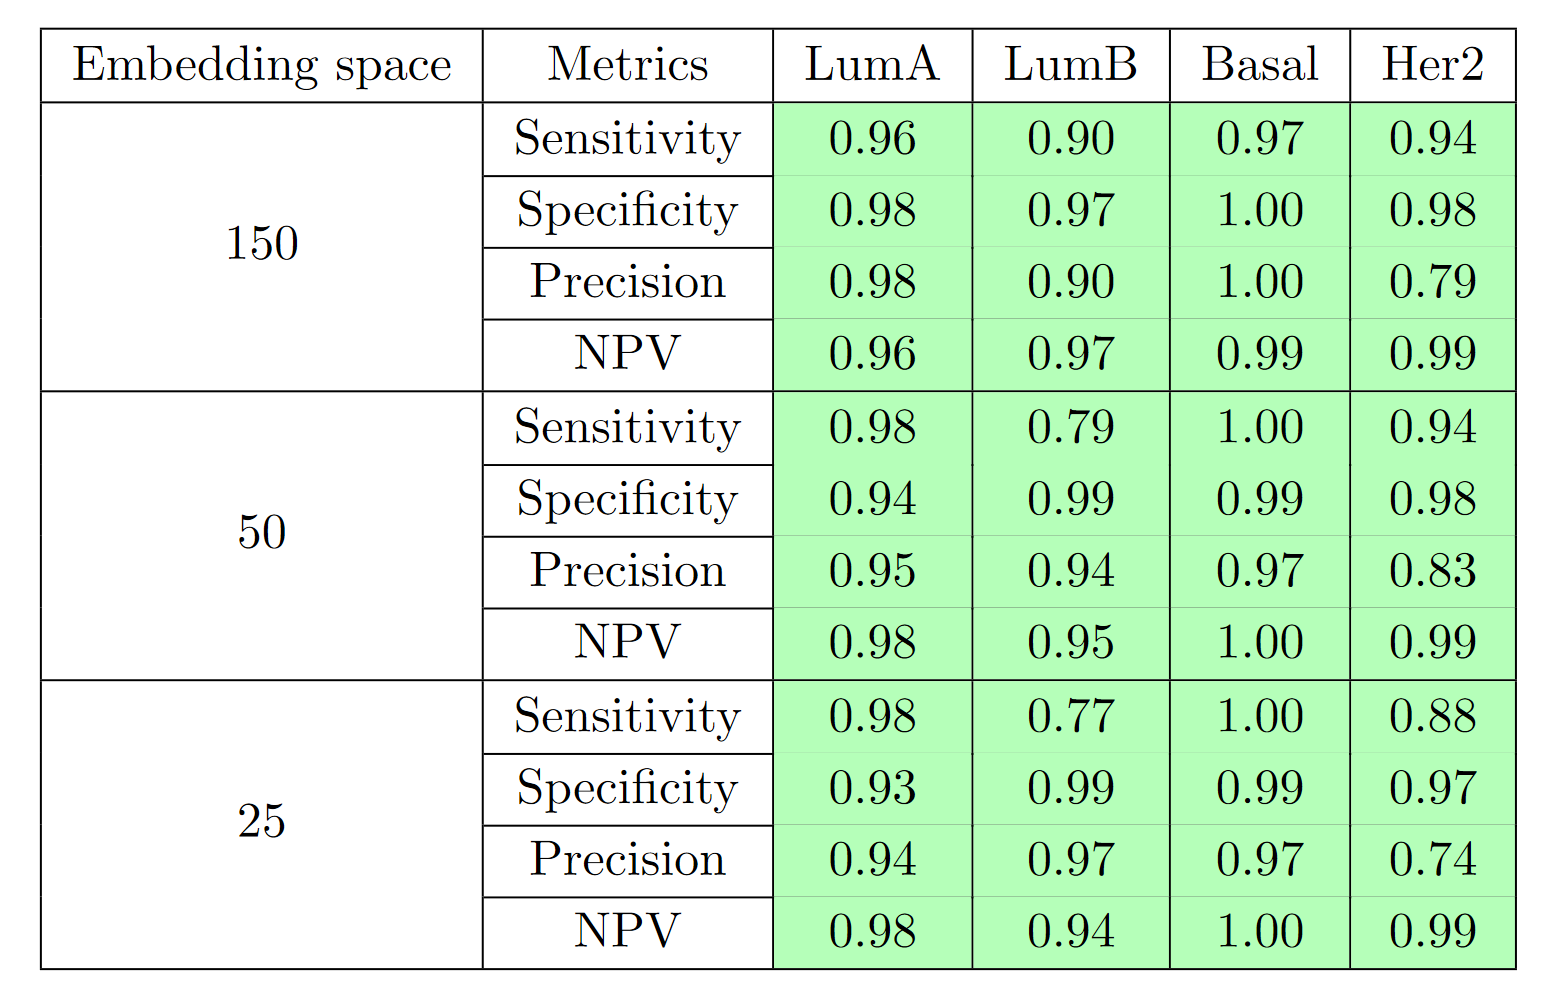 Embedding space Metrics LumA LumB Basal Her2
150
Sensitivity 0.96 0.90 0.97 0.94
Specificity 0.98 0.97 1.00 0.98
Precision 0.98 0.90 1.00 0.79
NPV 0.96 0.97 0.99 0.99
50
Sensitivity 0.98 0.79 1.00 0.94
Specificity 0.94 0.99 0.99 0.98
Precision 0.95 0.94 0.97 0.83
NPV 0.98 0.95 1.00 0.99
25
Sensitivity 0.98 0.77 1.00 0.88
Specificity 0.93 0.99 0.99 0.97
Precision 0.94 0.97 0.97 0.74
NPV 0.98 0.94 1.00 0.99